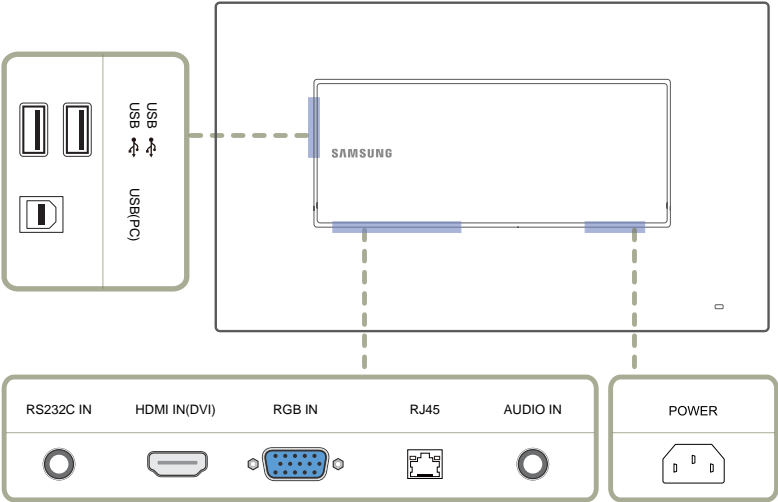 USB
USB
USB(PC)
SAMSUNG
RS232C IN
HDMI IN(DVI)
RGB IN
RJ45
AUDIO IN
POWER